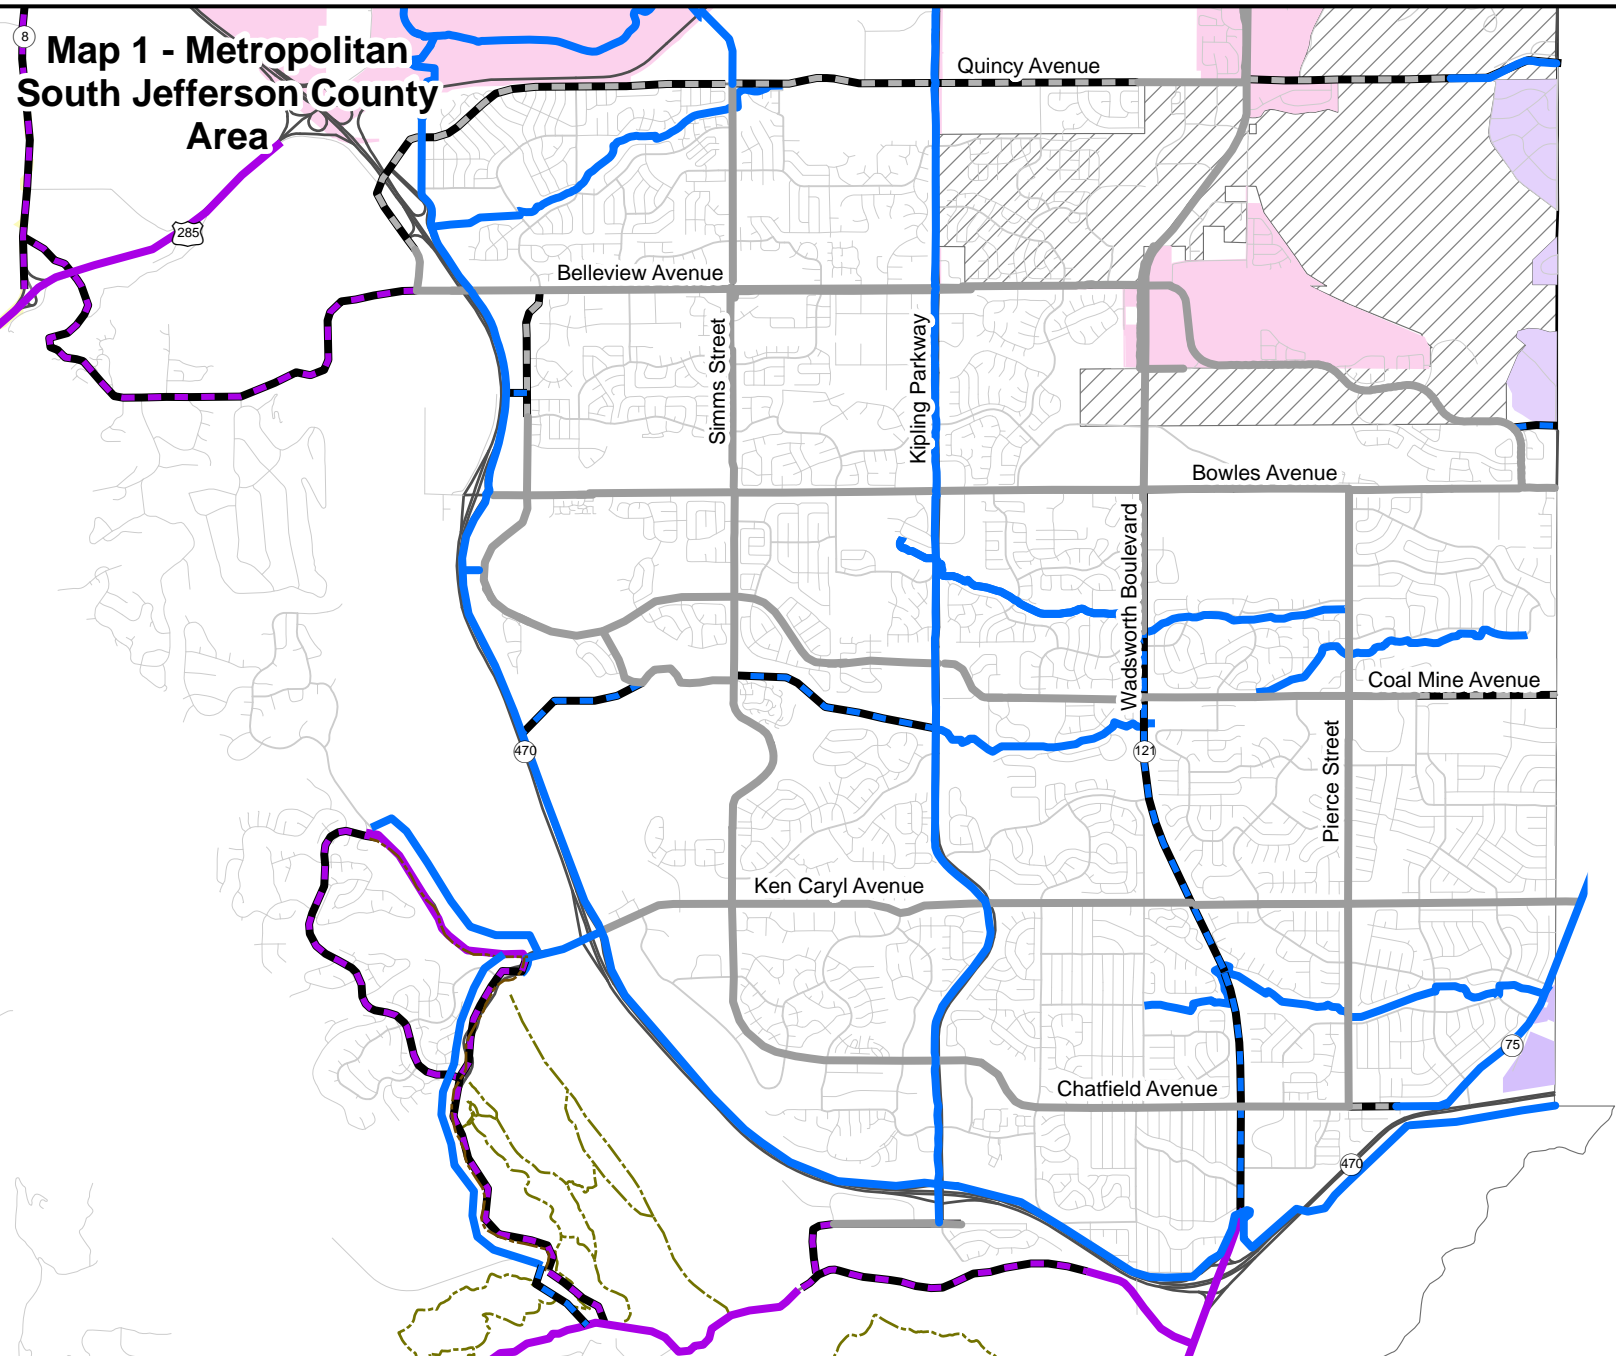 8
Map 1 - Metropolitan
South Jefferson County
Area
Quincy Avenue
285
Belleview Avenue
Simms Street
Kipling Parkway
Bowles Avenue
Wadsworth Boulevard
Coal Mine Avenue
470
121
Pierce Street
Ken Caryl Avenue
75
Chatfield Avenue
470